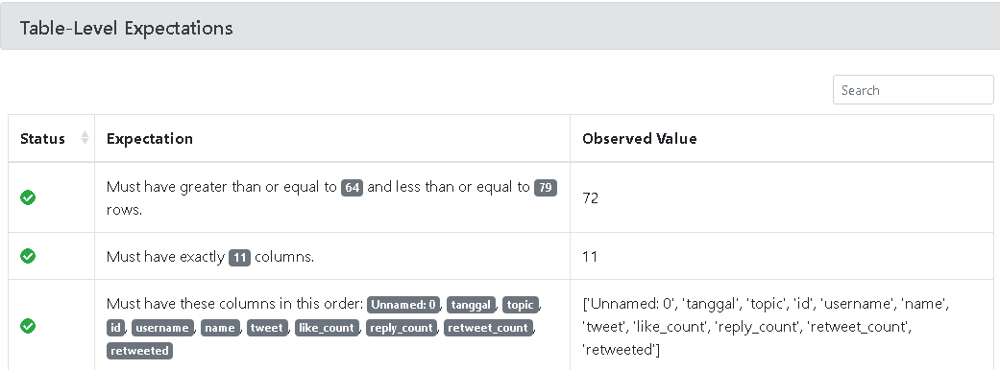 Table-Level Expectations
Search
Status Expectation Observed Value
Must have greater than or equal to 64 and less than or equal to 79
rows.
72
Must have exactly 11 columns.
11
Must have these columns in this order: Unnamed: 0, tanggal, topic,
id, username, name, tweet, like_count, reply_count, retweet_count,
retweeted
['Unnamed: 0', 'tanggal', 'topic', 'id', 'username', 'name',
'tweet', 'like_count', 'reply_count', 'retweet_count',
'retweeted']